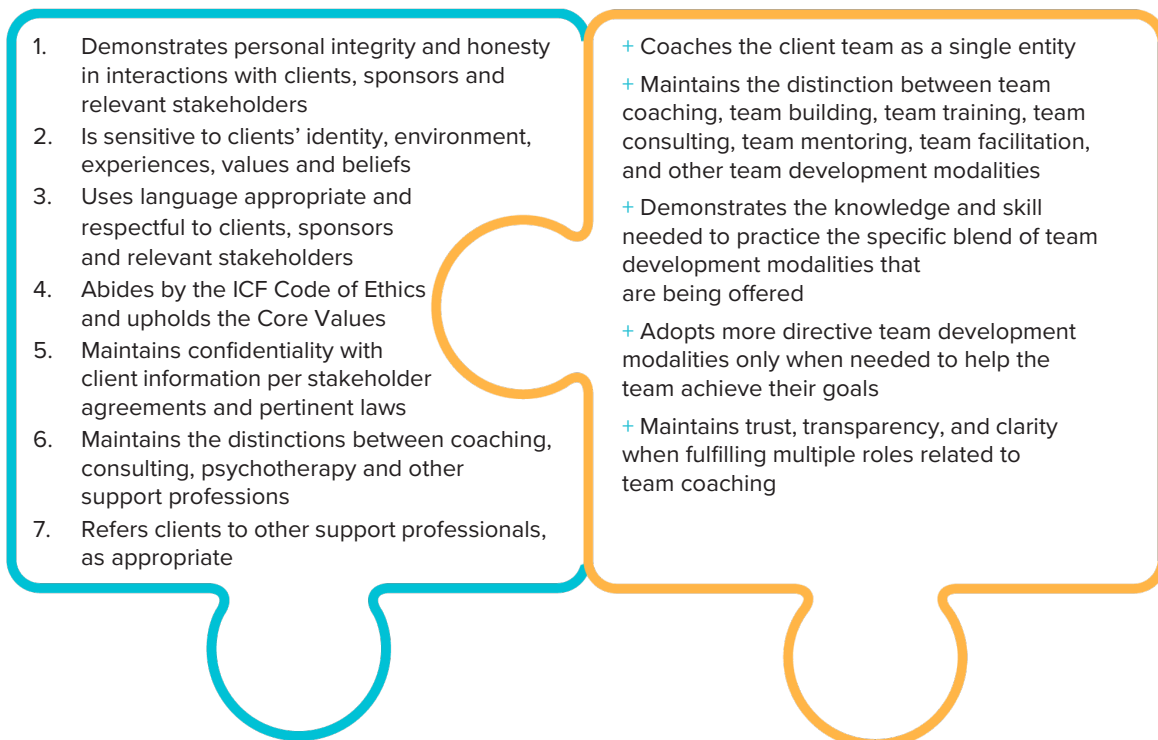 1. Demonstrates personal integrity and honesty
in interactions with clients, sponsors and
relevant stakeholders
2. Is sensitive to clients’ identity, environment,
experiences, values and beliefs
3. Uses language appropriate and
respectful to clients, sponsors
and relevant stakeholders
4. Abides by the ICF Code of Ethics
and upholds the Core Values
5. Maintains confidentiality with
client information per stakeholder
agreements and pertinent laws
6. Maintains the distinctions between coaching,
consulting, psychotherapy and other
support professions
7. Refers clients to other support professionals,
as appropriate
+ Coaches the client team as a single entity
+ Maintains the distinction between team
coaching, team building, team training, team
consulting, team mentoring, team facilitation,
and other team development modalities
+ Demonstrates the knowledge and skill
needed to practice the specific blend of team
development modalities that
are being offered
+ Adopts more directive team development
modalities only when needed to help the
team achieve their goals
+ Maintains trust, transparency, and clarity
when fulfilling multiple roles related to
team coaching